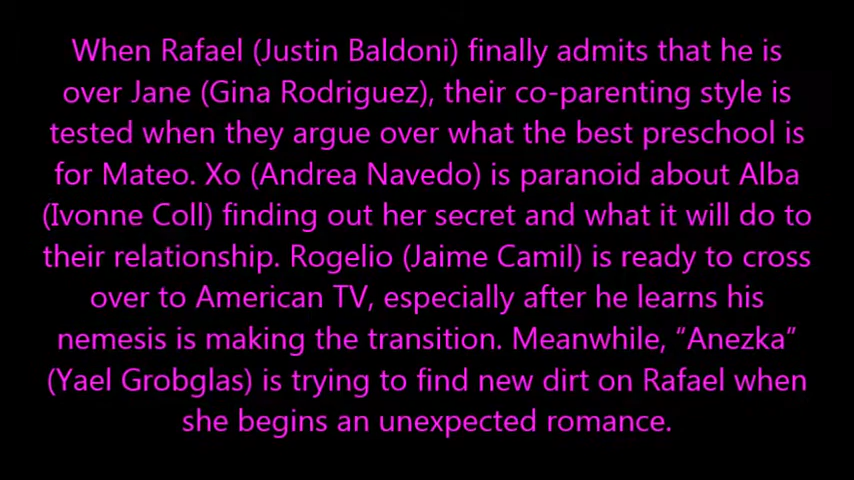 When Rafael (Justin Baldoni) finally admits that he is
over Jane (Gina Rodriguez), their co-parenting style is
tested when they argue over what the best preschool is
for Mateo. Xo (Andrea Navedo) is paranoid about Alba
(Ivonne Coll) finding out her secret and what it will do to
their relationship. Rogelio (Jaime Camil) is ready to cross
over to American TV, especially after he learns his
nemesis is making the transition. Meanwhile, “Anezka”
(Yael Grobglas) is trying to find new dirt on Rafael when
she begins an unexpected romance.